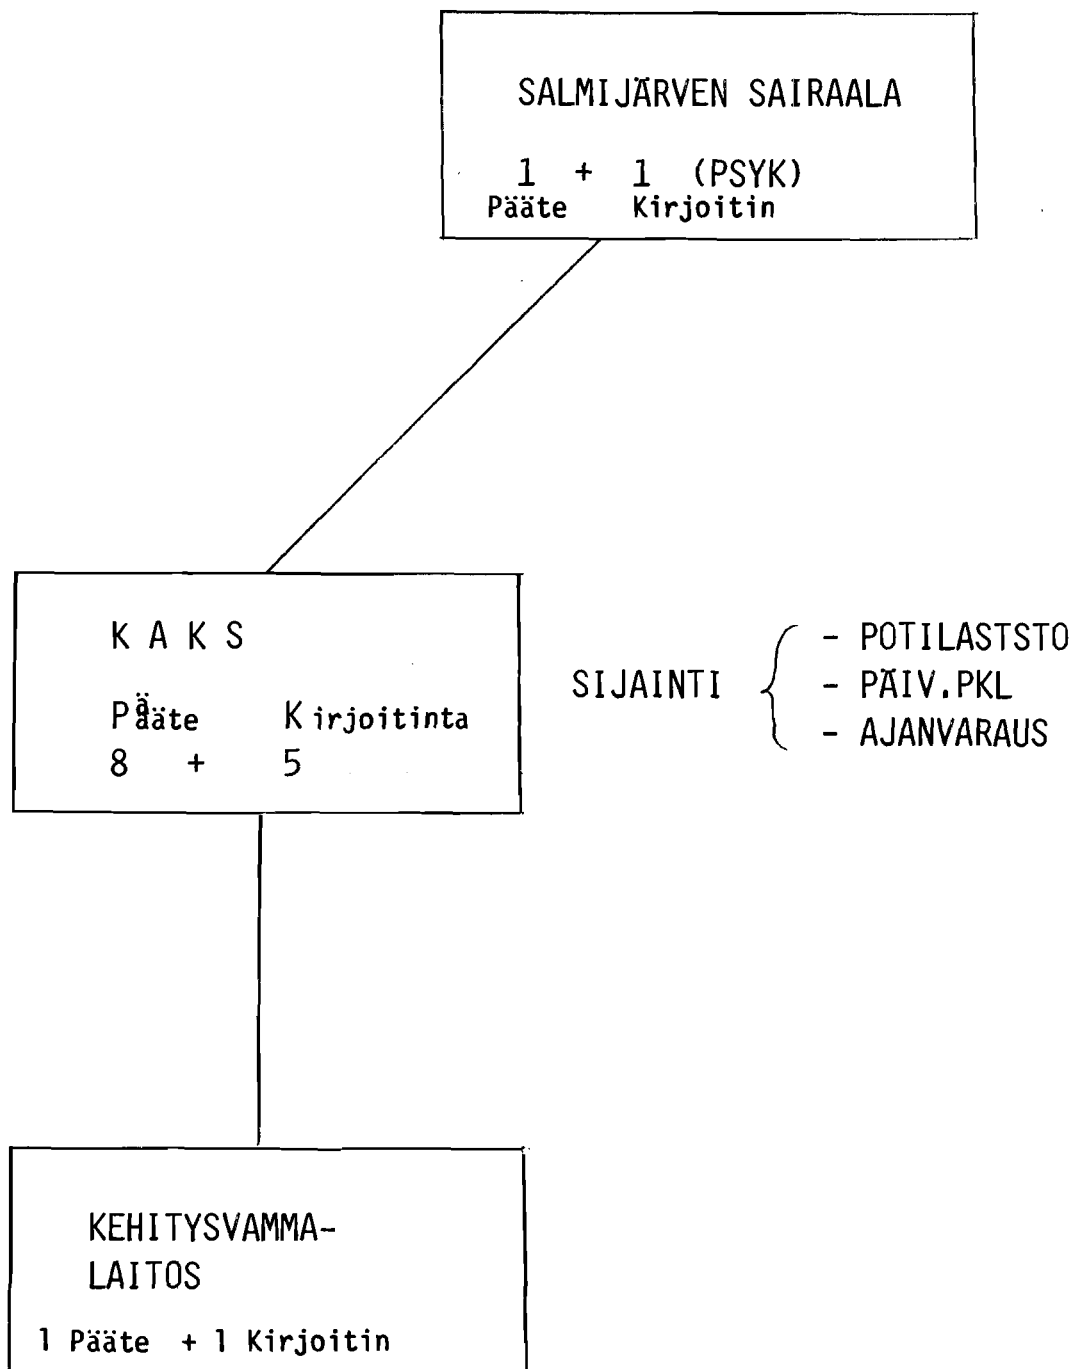 SALMIJÄRVEN SAIRAALA
1 + 1 (PSYK)
Pääte Kirjoitin
K A K S
Pääte Kirjoitinta
8 + 5
SIJAINTI
- POTILASTSTO
- PÄIV.PKL
- AJANVARAUS
KEHITYSVAMMA-
LAITOS
1 Pääte + 1 Kirjoitin